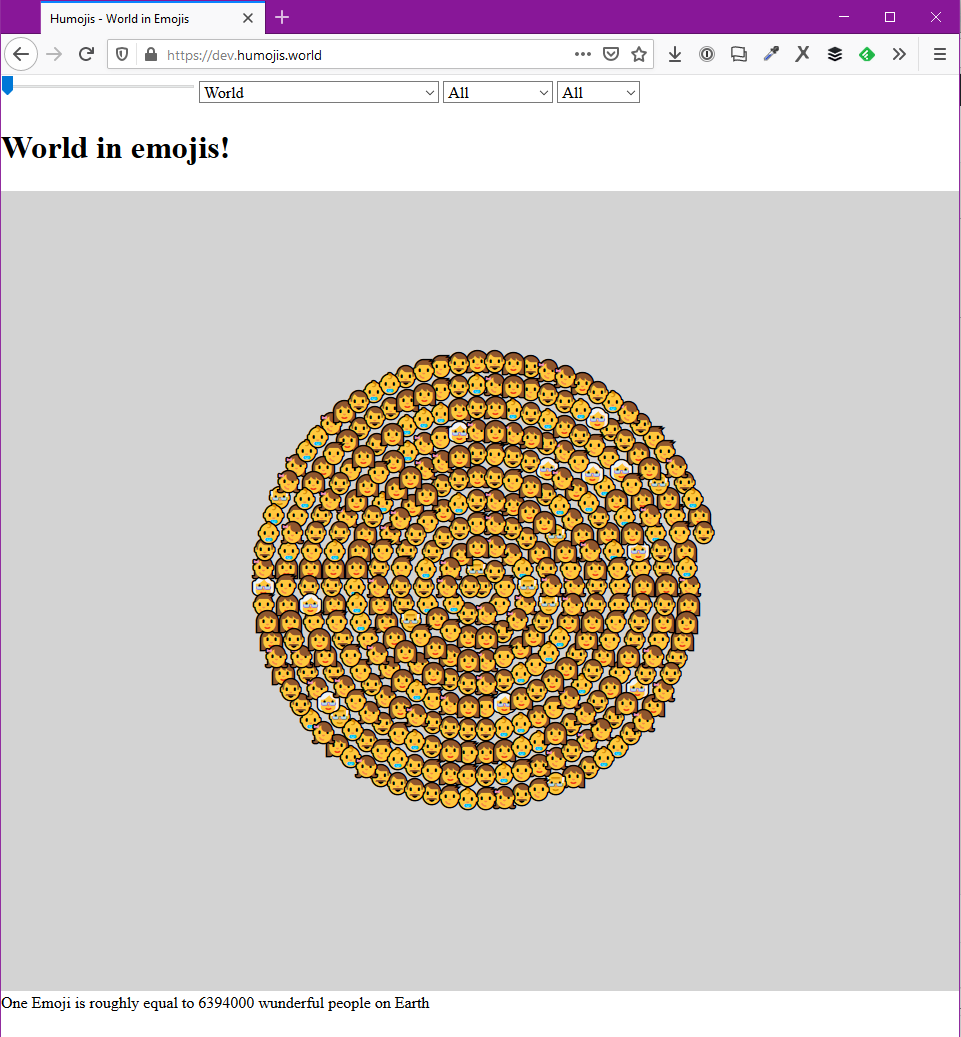 Humojis - World in Emojis
https://dev.humojis.world
World All All
World in emojis!
One Emoji is roughly equal to 6394000 wunderful people on Earth